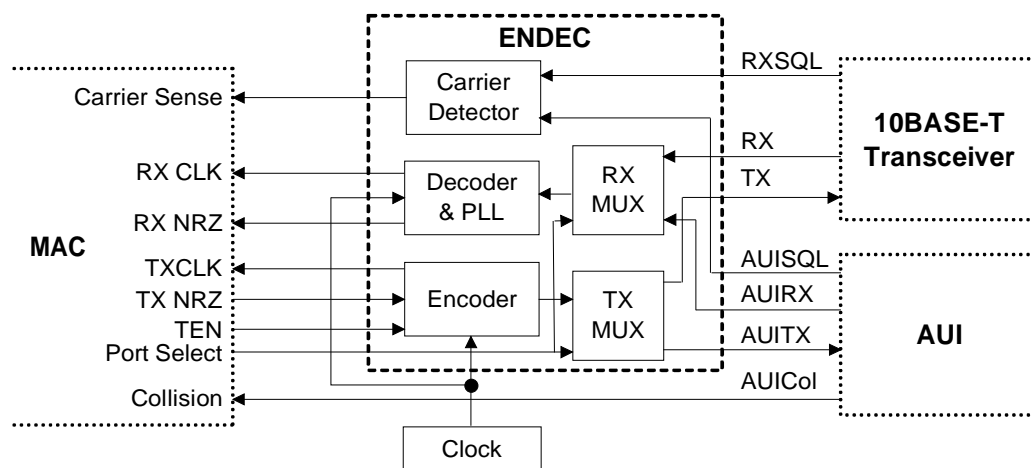 ENDEC
RXSQL
Carrier Sense
Carrier
Detector
10BASE-T
Transceiver
RX
TX
RX CLK
Decoder
& PLL
RX
MUX
RX NRZ
MAC
TXCLK
AUISQL
TX NRZ
Encoder
TX
MUX
AUIRX
TEN
AUI
Port Select
AUITX
Collision
AUICol
Clock